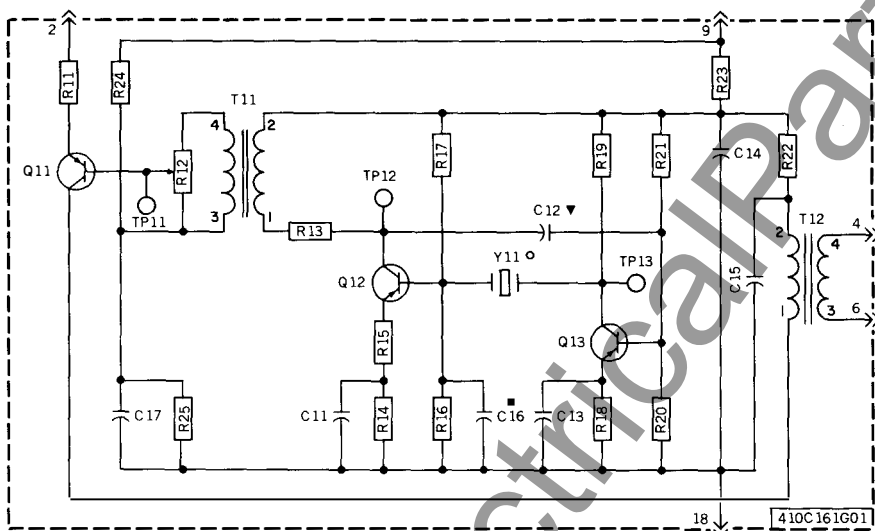 2
9
R11
R24
R23
T11
4
2
Q11
R12
R17
R19
R21
C14
R22
TP11
3
1
R13
TP12
C12▼
T12
2
4
4
Q12
Y11 o
TP13
C15
1
3
6
R15
Q13
C17
R25
C11
R14
R16
C16 ■
C13
R18
R20
18
410C161G01
ctricalPar